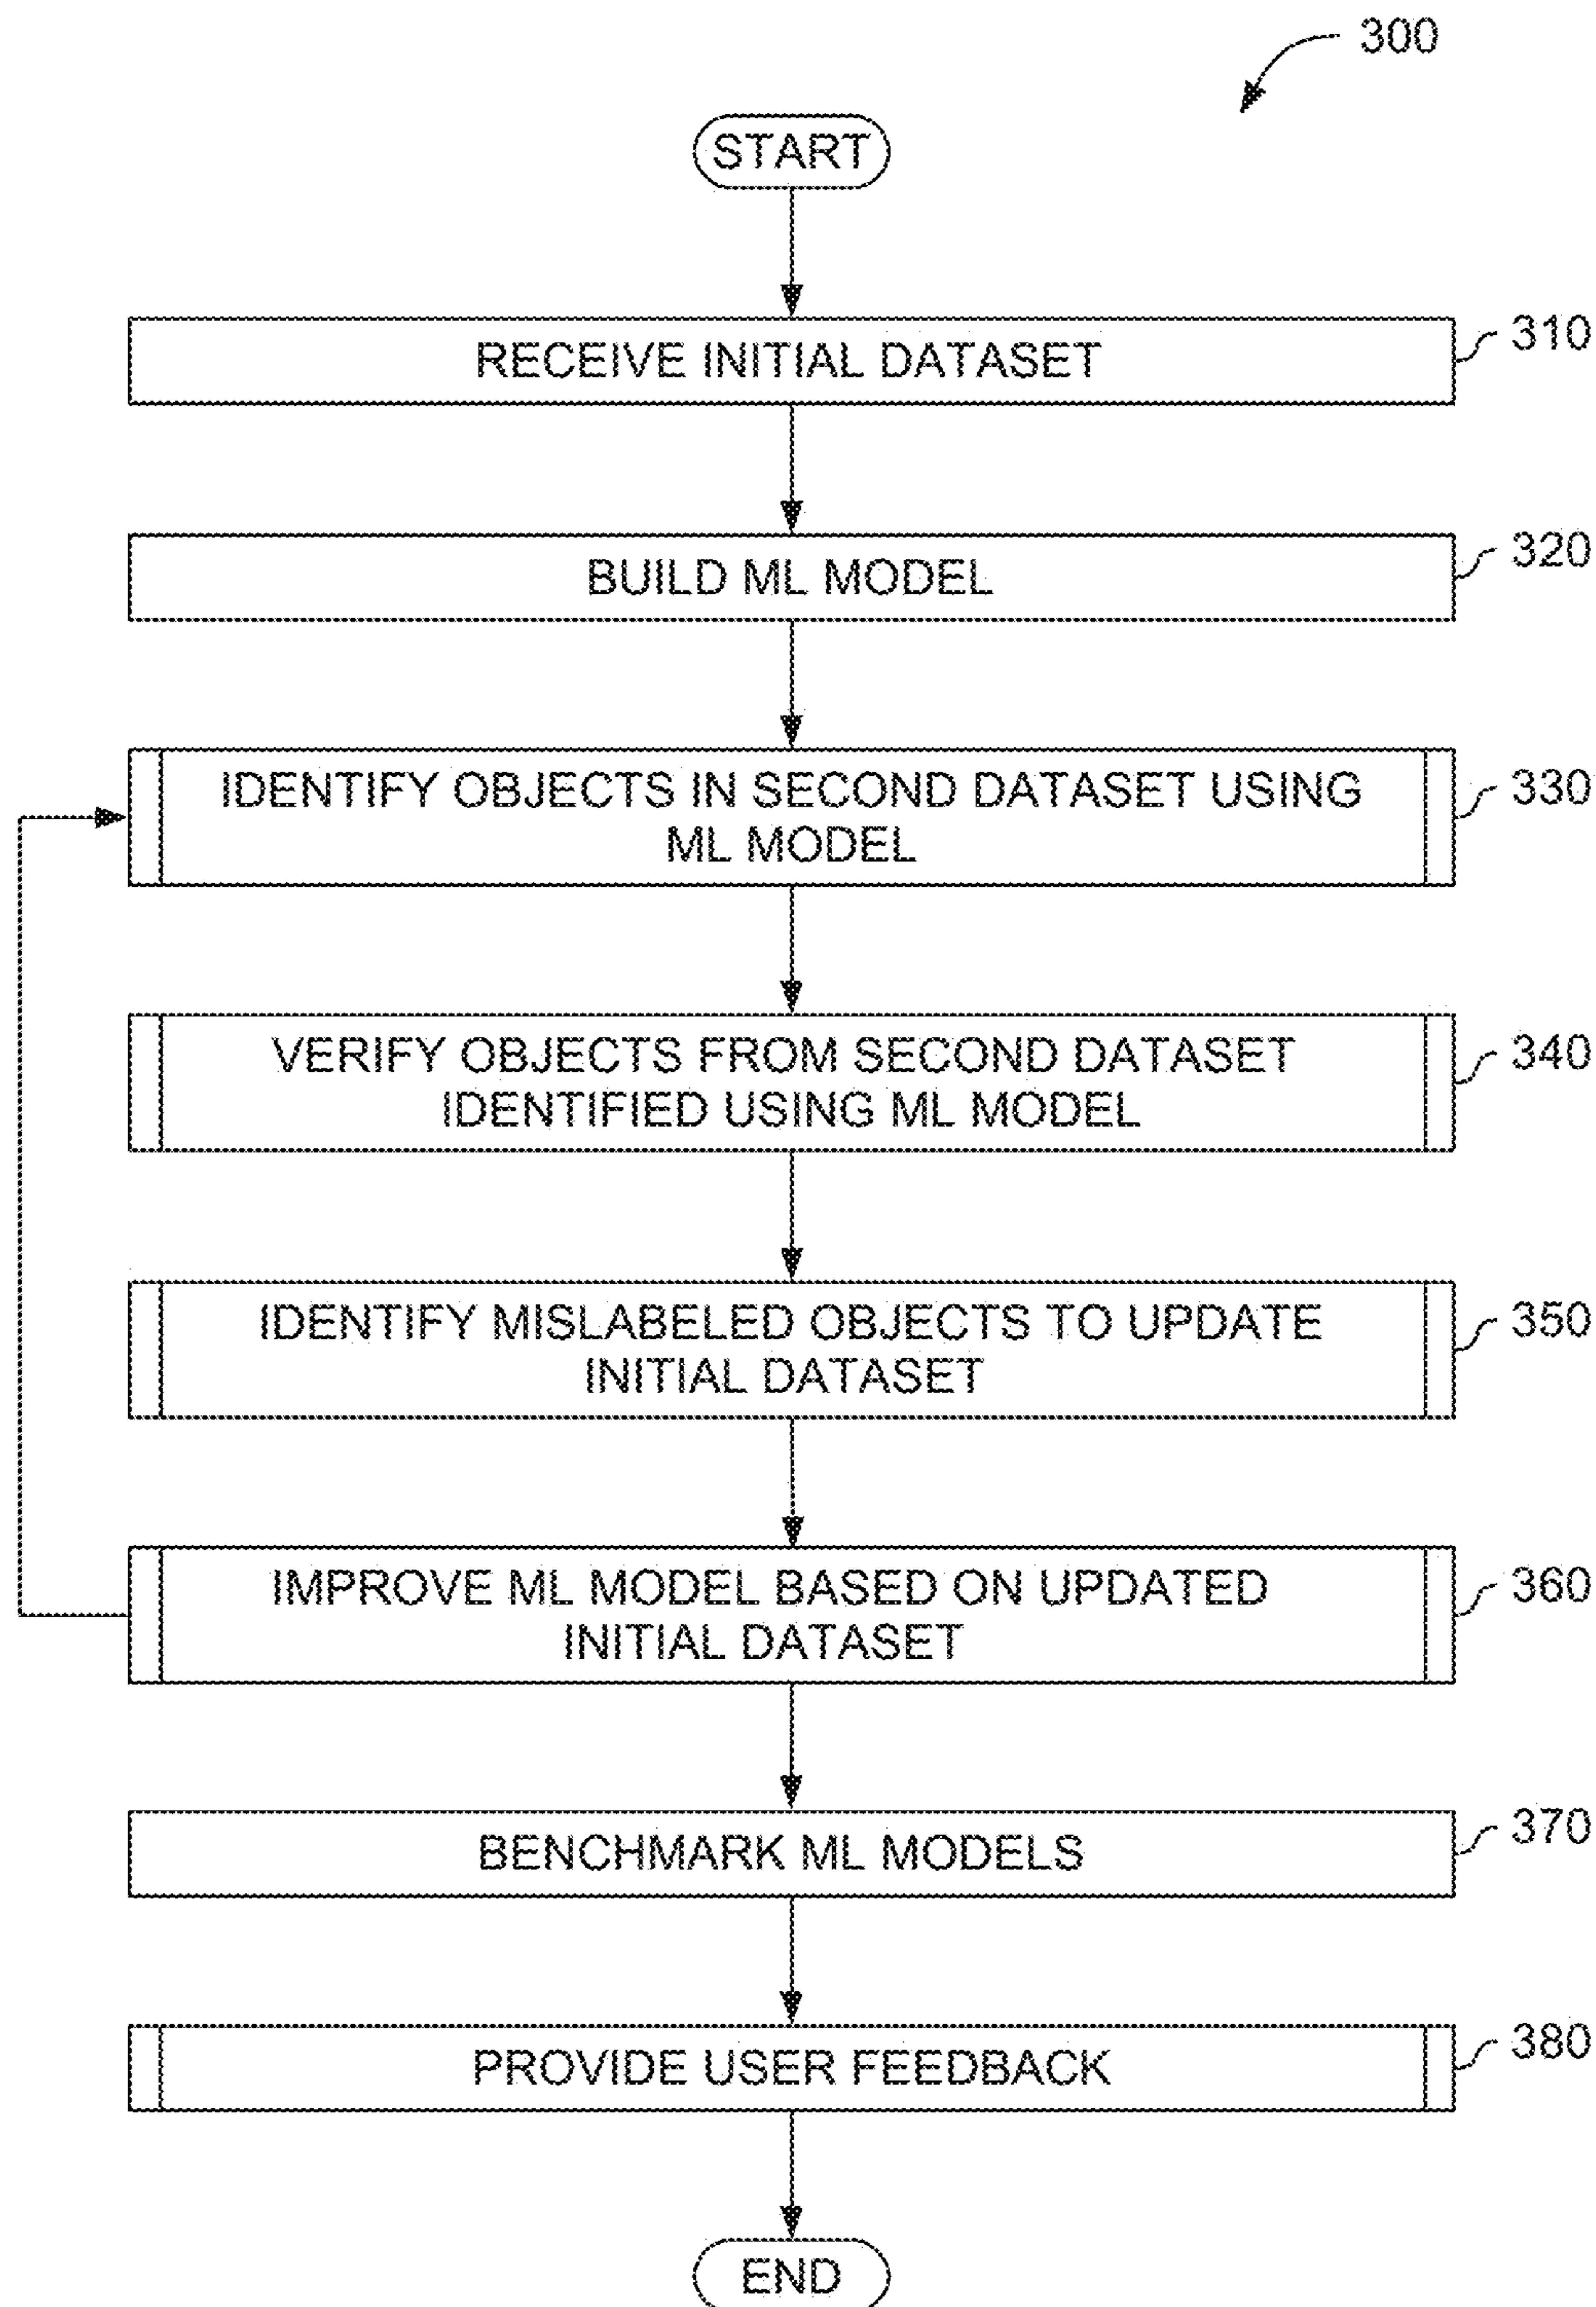 300
START
RECEIVE INITIAL DATASET
310
BUILD ML MODEL
320
IDENTIFY OBJECTS IN SECOND DATASET USING
ML MODEL
330
VERIFY OBJECTS FROM SECOND DATASET
IDENTIFIED USING ML MODEL
340
IDENTIFY MISLABELED OBJECTS TO UPDATE
INITIAL DATASET
350
IMPROVE ML MODEL BASED ON UPDATED
INITIAL DATASET
360
BENCHMARK ML MODELS
370
PROVIDE USER FEEDBACK
380
END